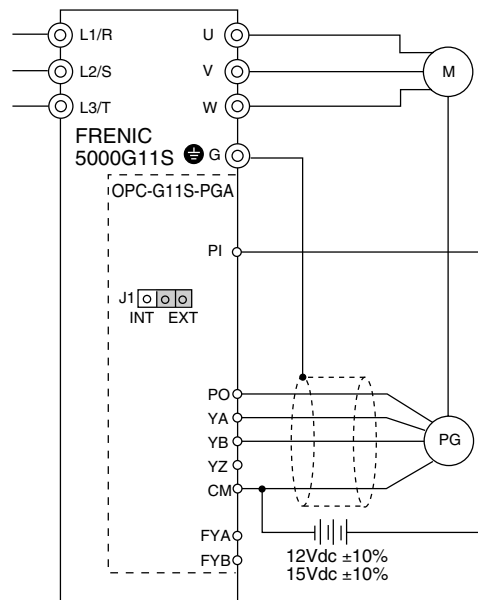 L1/R
U
L2/S
V
M
L3/T
W
FRENIC
5000G11S
G
OPC-G11S-PGA
PI
J1
INT EXT
PO
YA
YB
PG
YZ
CM
FYA
12Vdc ±10%
FYB
15Vdc ±10%